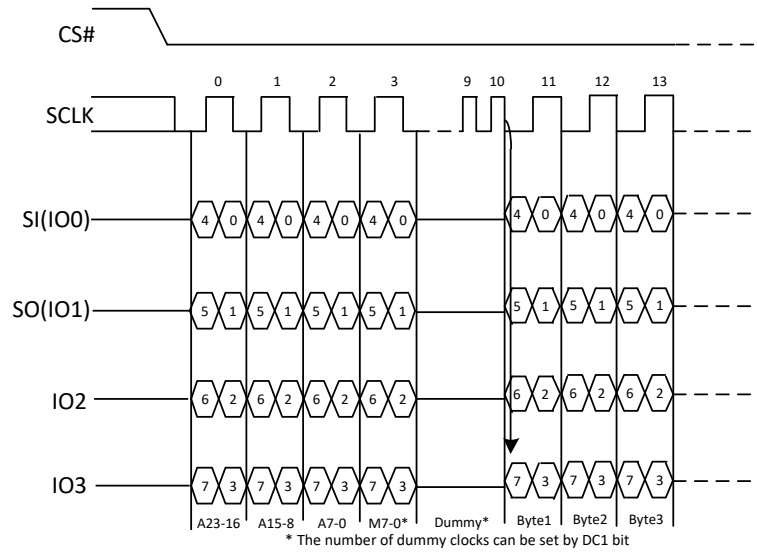 CS#
0 1 2 3 9 10 11 12 13
SCLK
SI(IO0) 4 0 4 0 4 0 4 0 4 0 4 0 4 0
SO(IO1) 5 1 5 1 5 1 5 1 5 1 5 1 5 1
IO2 6 2 6 2 6 2 6 2 6 2 6 2 6 2
IO3 7 3 7 3 7 3 7 3 7 3 7 3 7 3
A23-16 A15-8 A7-0 M7-0* Dummy* Byte1 Byte2 Byte3
* The number of dummy clocks can be set by DC1 bit